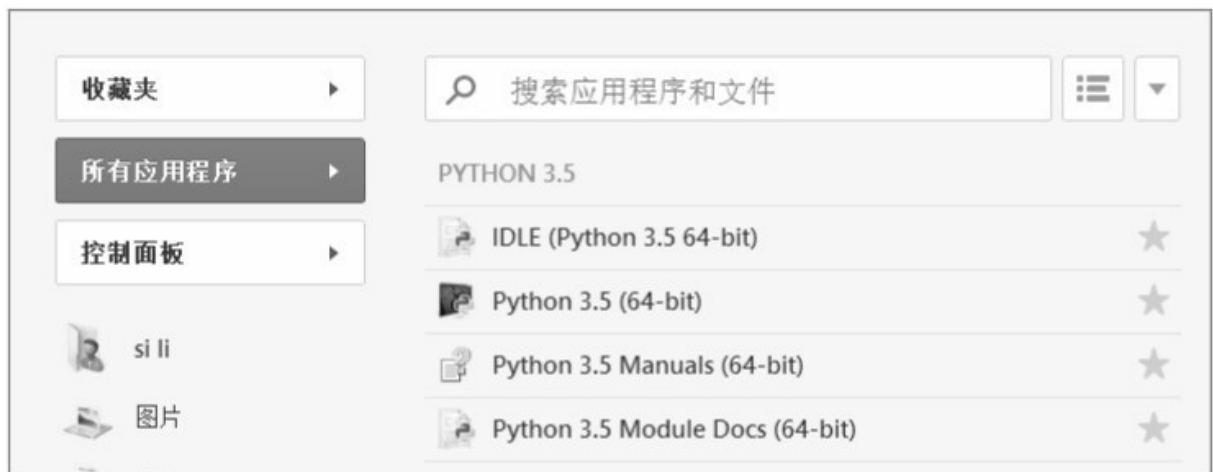 收藏夹
所有应用程序
控制面板
si li
图片
搜索应用程序和文件
PYTHON 3.5
IDLE (Python 3.5 64-bit)
Python 3.5 (64-bit)
Python 3.5 Manuals (64-bit)
Python 3.5 Module Docs (64-bit)